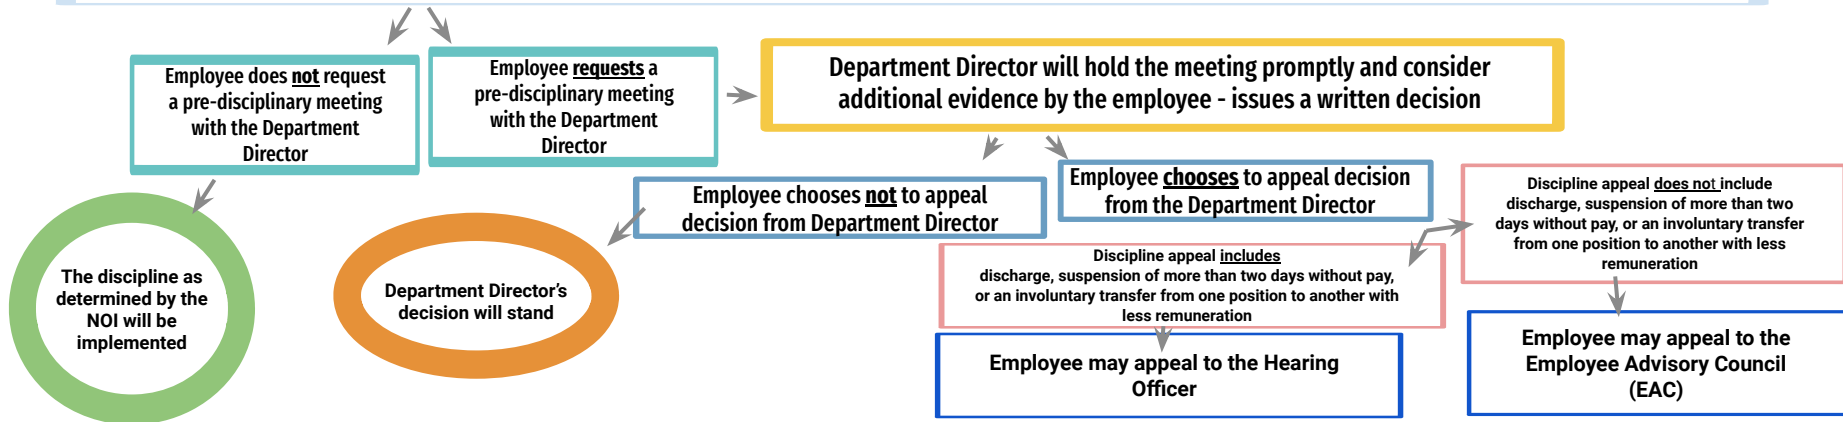 Employee does not request
a pre-disciplinary meeting
with the Department
Director
Employee requests a
pre-disciplinary meeting
with the Department
Director
Department Director will hold the meeting promptly and consider
additional evidence by the employee - issues a written decision
Employee chooses not to appeal
decision from Department Director
Employee chooses to appeal decision
from the Department Director
Discipline appeal does not include
discharge, suspension of more than two
days without pay, or an involuntary transfer
from one position to another with less
remuneration
The discipline as
determined by the
NOI will be
implemented
Department Director’s
decision will stand
Discipline appeal includes
discharge, suspension of more than two days without pay,
or an involuntary transfer from one position to another with
less remuneration
Employee may appeal to the Hearing
Officer
Employee may appeal to the
Employee Advisory Council
(EAC)